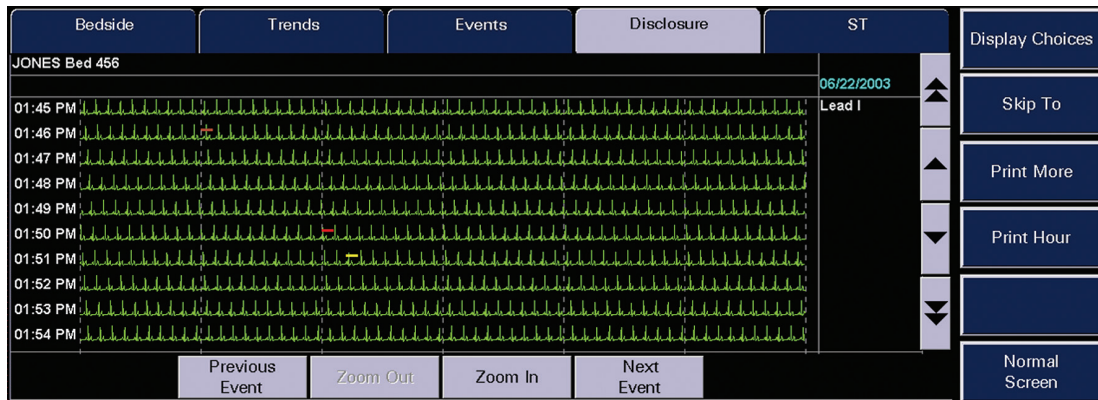 Bedside
Trends
Events
Disclosure
ST
Display Choices
JONES Bed 456
06/22/2003
Skip To
01:45 PM
Lead I
01:46 PM
01:47 PM
Print More
01:48 PM
01:49 PM
01:50 PM
Print Hour
01:51 PM
01:52 PM
01:53 PM
01:54 PM
Previous
Event
Zoom Out
Zoom In
Next
Event
Normal
Screen